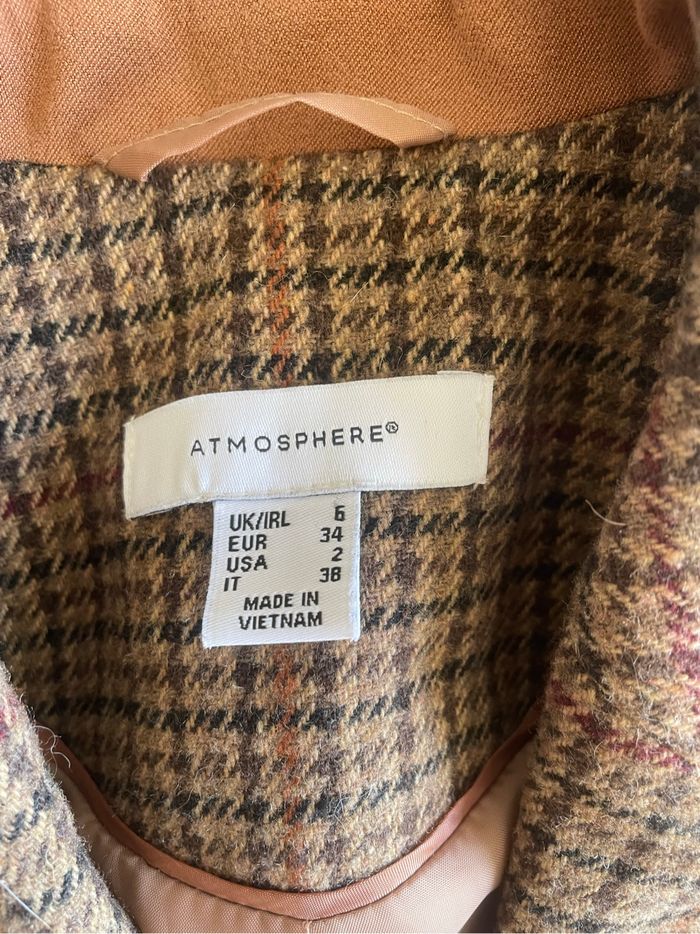 ATMOSPHERE®
UK/IRL 6
EUR 34
USA 2
IT 38
MADE IN
VIETNAM